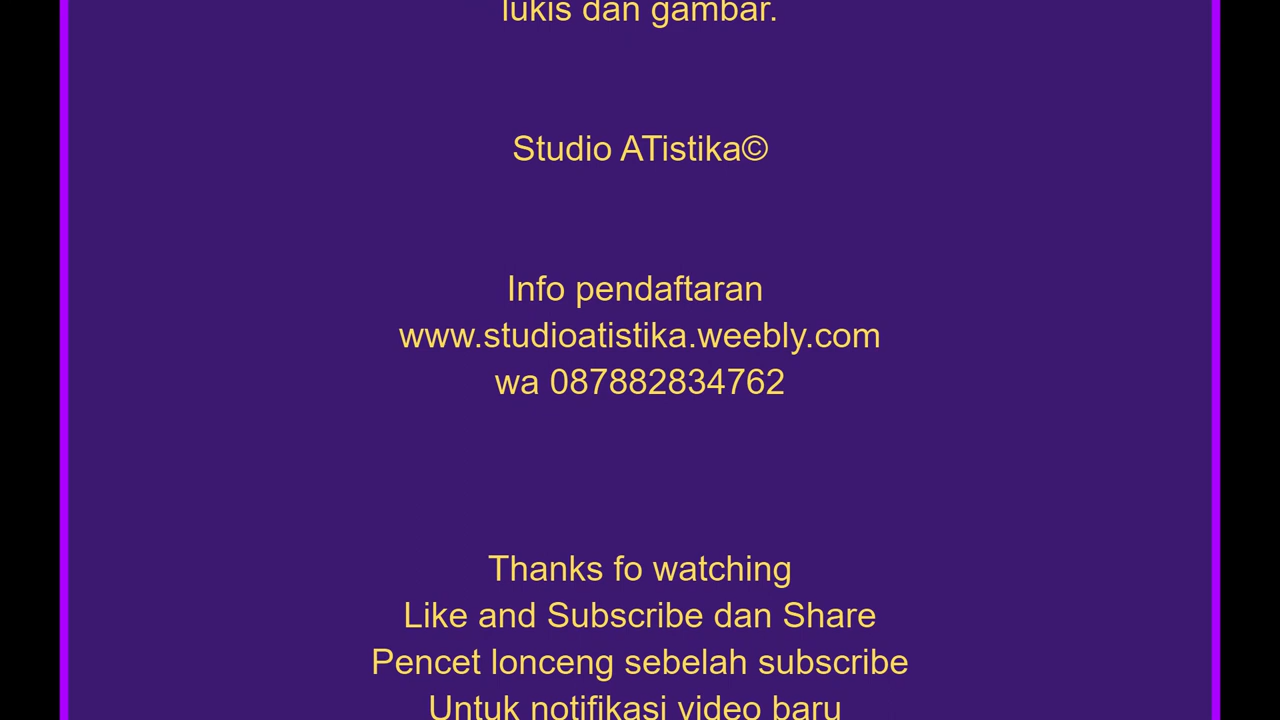 lukis dan gambar.
Studio ATistika©
Info pendaftaran
www.studioatistika.weebly.com
wa 087882834762
Thanks fo watching
Like and Subscribe dan Share
Pencet lonceng sebelah subscribe
Untuk notifikasi video baru